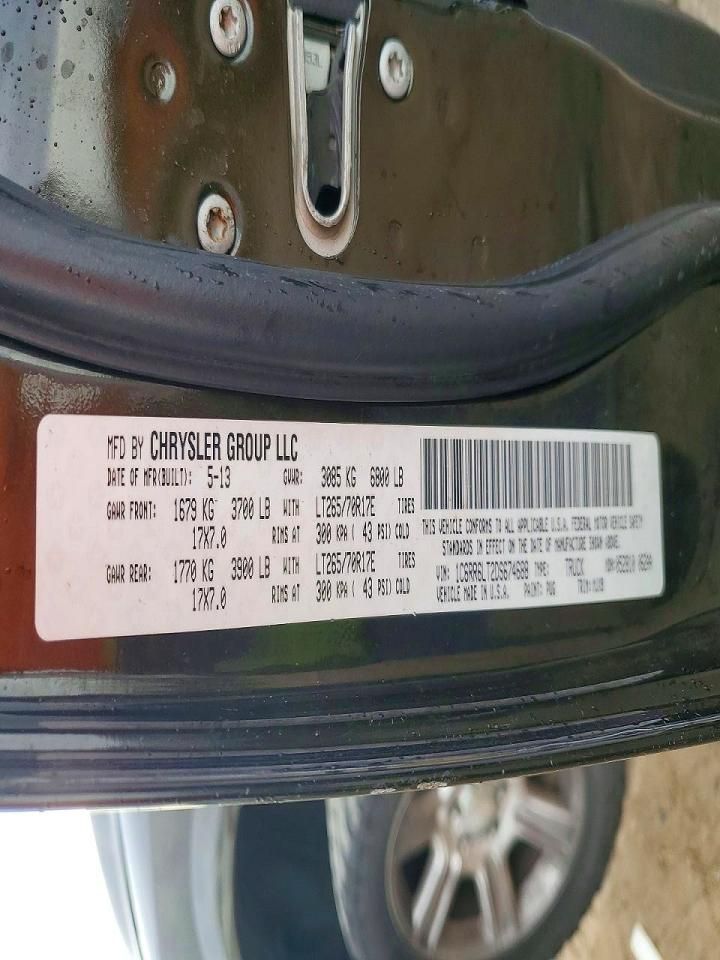 MFD BY CHRYSLER GROUP LLC
DATE OF MFR(BUILT): 5-13 GVWR: 3085 KG 6800 LB
GAWR FRONT: 1679 KG 3700 LB WITH LT265/70R17E TIRES
17X7.0 RIMS AT 300 KPA ( 43 PSI) COLD
GAWR REAR: 1770 KG 3900 LB WITH LT265/70R17E TIRES
17X7.0 RIMS AT 300 KPA ( 43 PSI) COLD
THIS VEHICLE CONFORMS TO ALL APPLICABLE U.S.A. FEDERAL MOTOR VEHICLE SAFETY
STANDARDS IN EFFECT ON THE DATE OF MANUFACTURE SHOWN ABOVE.
VIN: 1C6RR6LT2DS674688 TYPE: TRUCK
VEHICLE MADE IN U.S.A. PAINT: